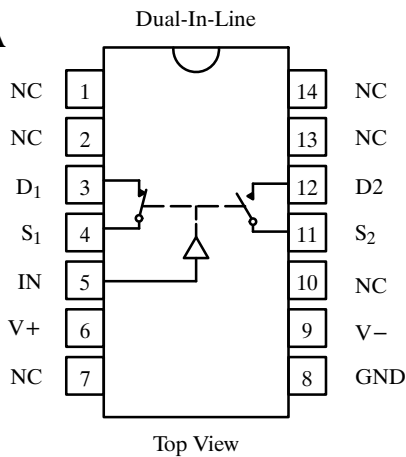 A
Dual-In-Line
NC 1 14 NC
NC 2 13 NC
D1 3 12 D2
S1 4 11 S2
IN 5 10 NC
V+ 6 9 V−
NC 7 8 GND
Top View